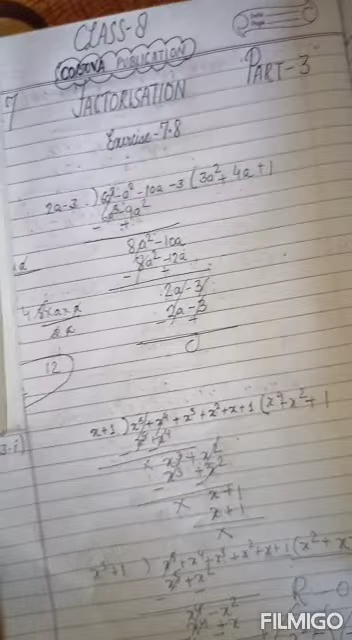 CLASS-8
GOYAL PUBLICATION
PART-3
7 FACTORISATION
Exercise-7.8
2a-3 ) 6a³-a²-10a-3 ( 3a²+4a+1
6a³-9a²
- +
8a²-10a
8a²-12a
- +
2a-3
2a-3
- +
0
12
x+1 ) x⁵+x⁴+x³+x²+x+1 ( x⁴+x²+1
x⁵+x⁴
- -
x x³+x²
x³+x²
- -
x x+1
x+1
x
x³+1 ) x⁵+x⁴+x³+x²+x+1 ( x²+x
x⁵+x²
- -
FILMIGO